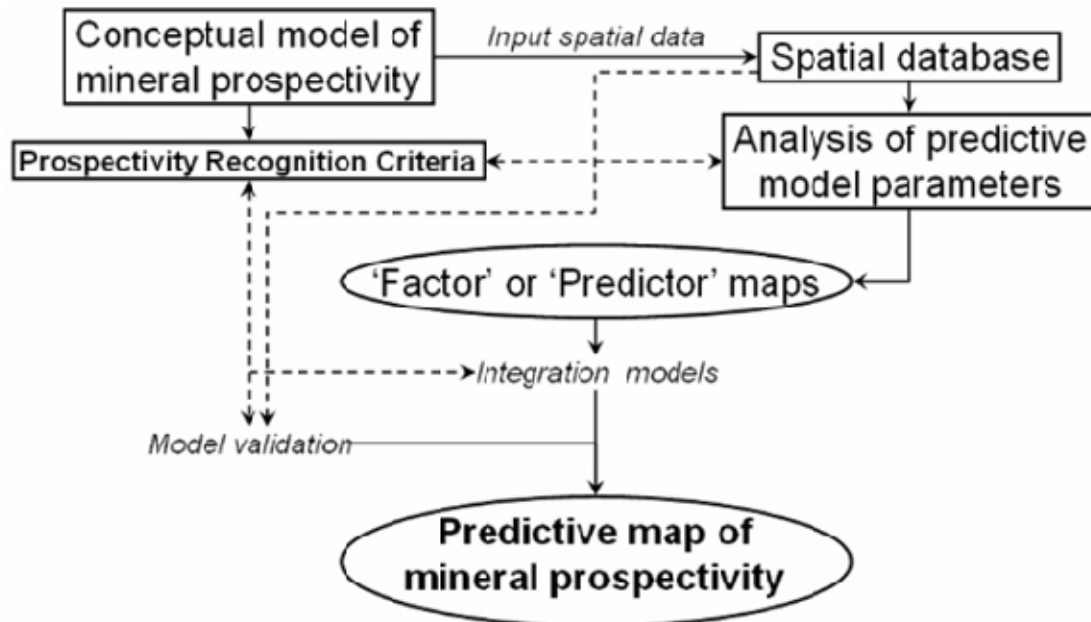 Conceptual model of
mineral prospectivity
Input spatial data
Spatial database
Prospectivity Recognition Criteria
Analysis of predictive
model parameters
'Factor' or 'Predictor' maps
Integration models
Model validation
Predictive map of
mineral prospectivity